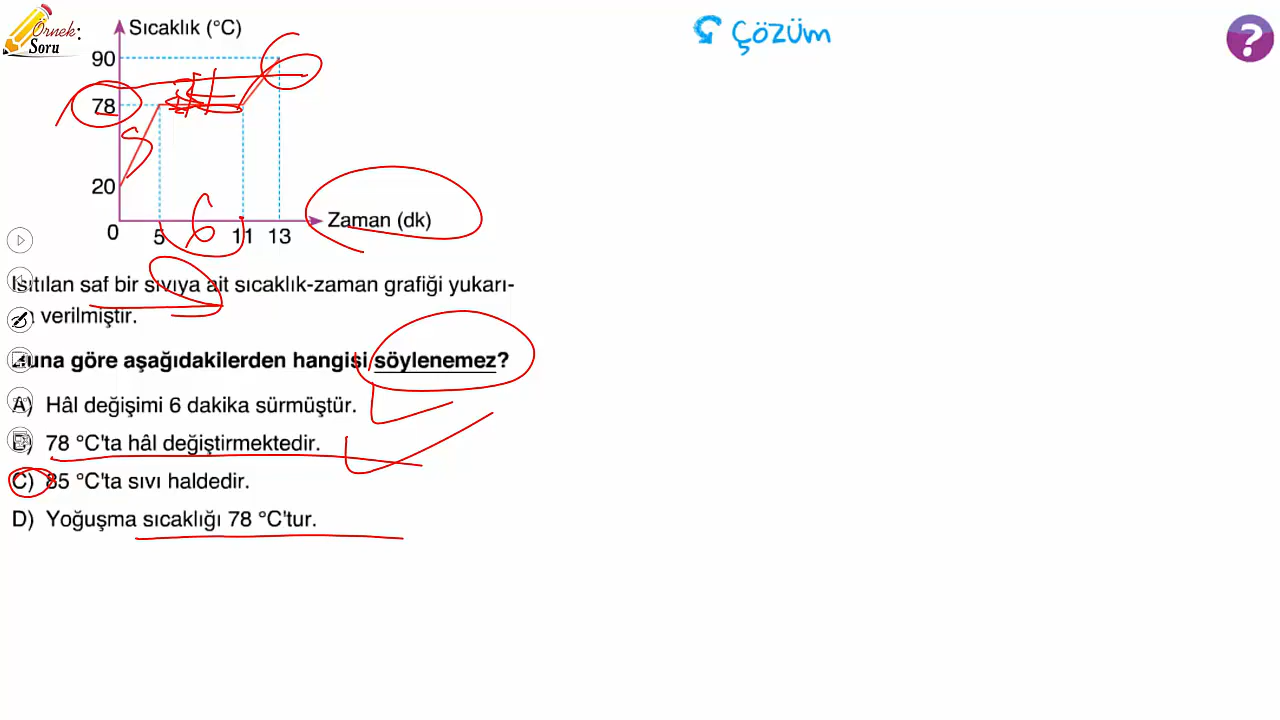 Örnek:
Soru
Sıcaklık (°C)
Çözüm
?
90
78
20
S
S
G
6
0
5
11
13
Zaman (dk)
Isıtılan saf bir sıvıya ait sıcaklık-zaman grafiği yukarı-
verilmiştir.
una göre aşağıdakilerden hangisi söylenemez?
A) Hâl değişimi 6 dakika sürmüştür.
B) 78 °C'ta hâl değiştirmektedir.
C) 85 °C'ta sıvı haldedir.
D) Yoğuşma sıcaklığı 78 °C'tur.